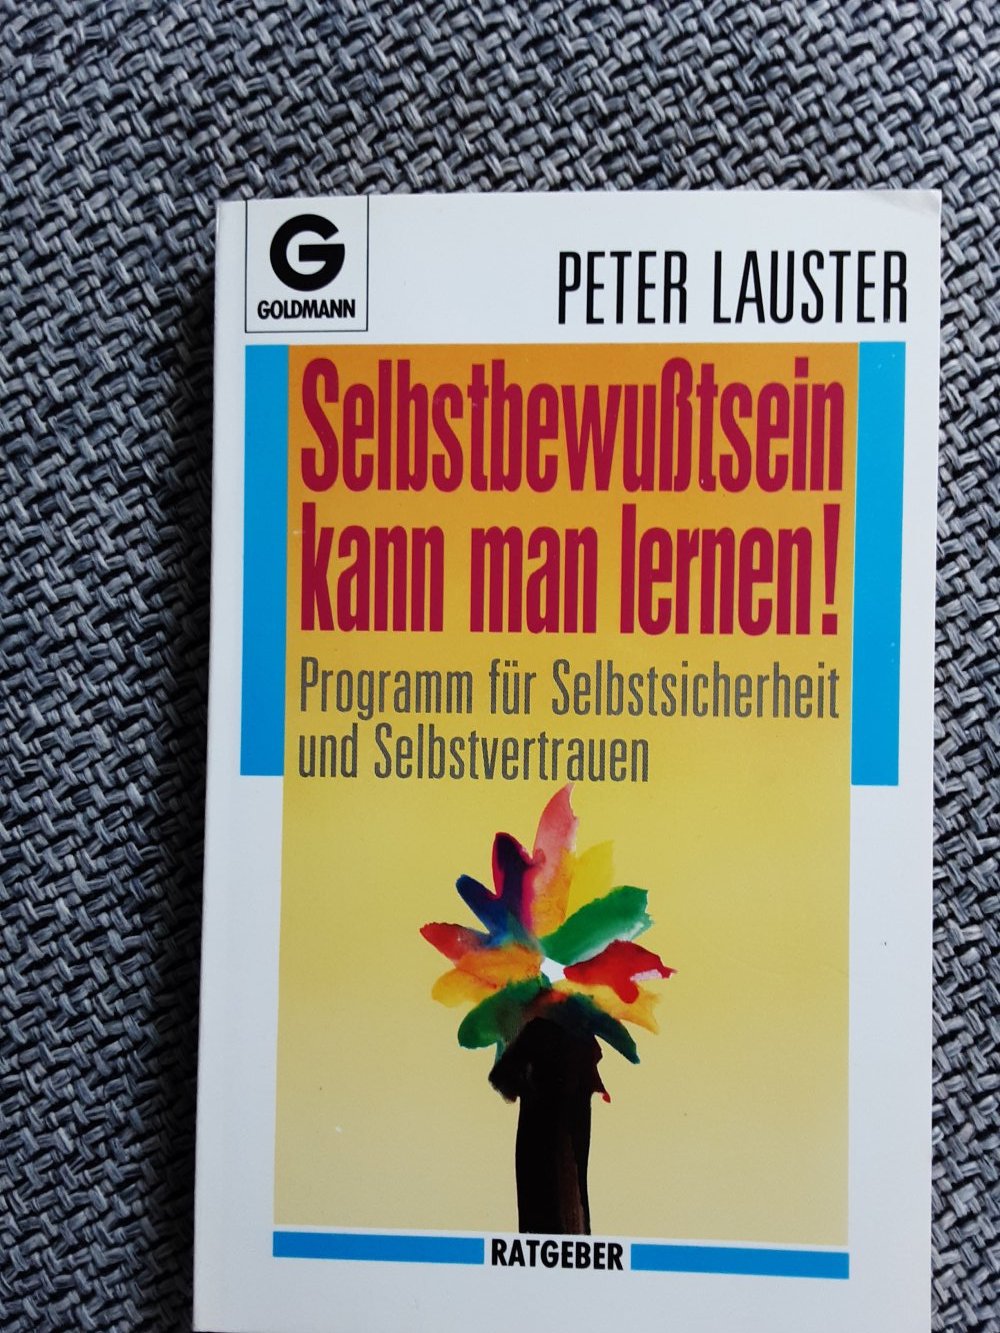 GOLDMANN
PETER LAUSTER
Selbstbewußtsein
kann man lernen!
Programm für Selbstsicherheit
und Selbstvertrauen
RATGEBER